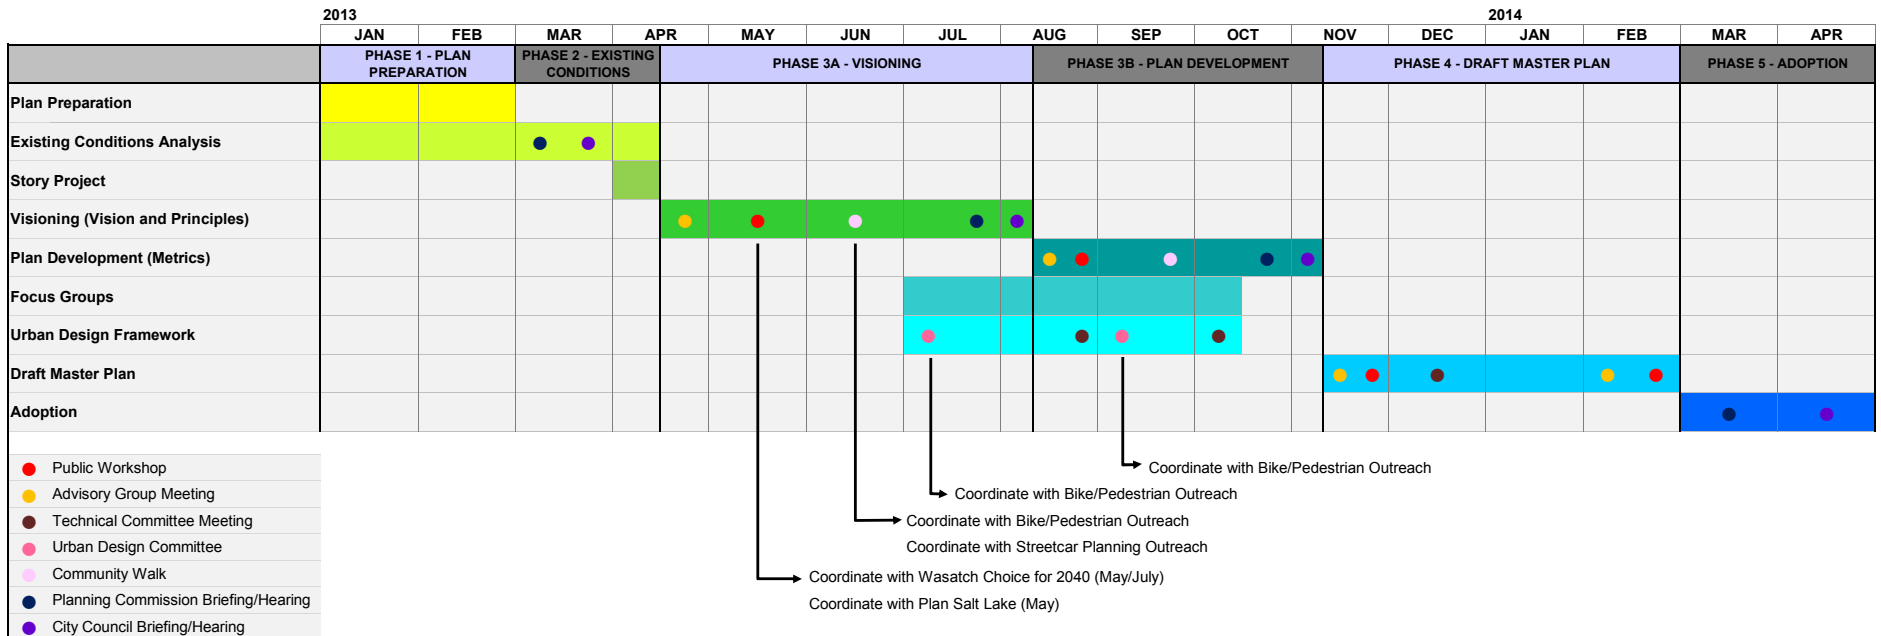 2013 2014
JAN FEB MAR APR MAY JUN JUL AUG SEP OCT NOV DEC JAN FEB MAR APR
PHASE 1 - PLAN
PREPARATION
PHASE 2 - EXISTING
CONDITIONS
PHASE 3A - VISIONING
PHASE 3B - PLAN DEVELOPMENT
PHASE 4 - DRAFT MASTER PLAN
PHASE 5 - ADOPTION
Plan Preparation
Existing Conditions Analysis
Story Project
Visioning (Vision and Principles)
Plan Development (Metrics)
Focus Groups
Urban Design Framework
Draft Master Plan
Adoption
Public Workshop
Advisory Group Meeting
Technical Committee Meeting
Urban Design Committee
Community Walk
Planning Commission Briefing/Hearing
City Council Briefing/Hearing
Coordinate with Bike/Pedestrian Outreach
Coordinate with Bike/Pedestrian Outreach
Coordinate with Bike/Pedestrian Outreach
Coordinate with Streetcar Planning Outreach
Coordinate with Wasatch Choice for 2040 (May/July)
Coordinate with Plan Salt Lake (May)